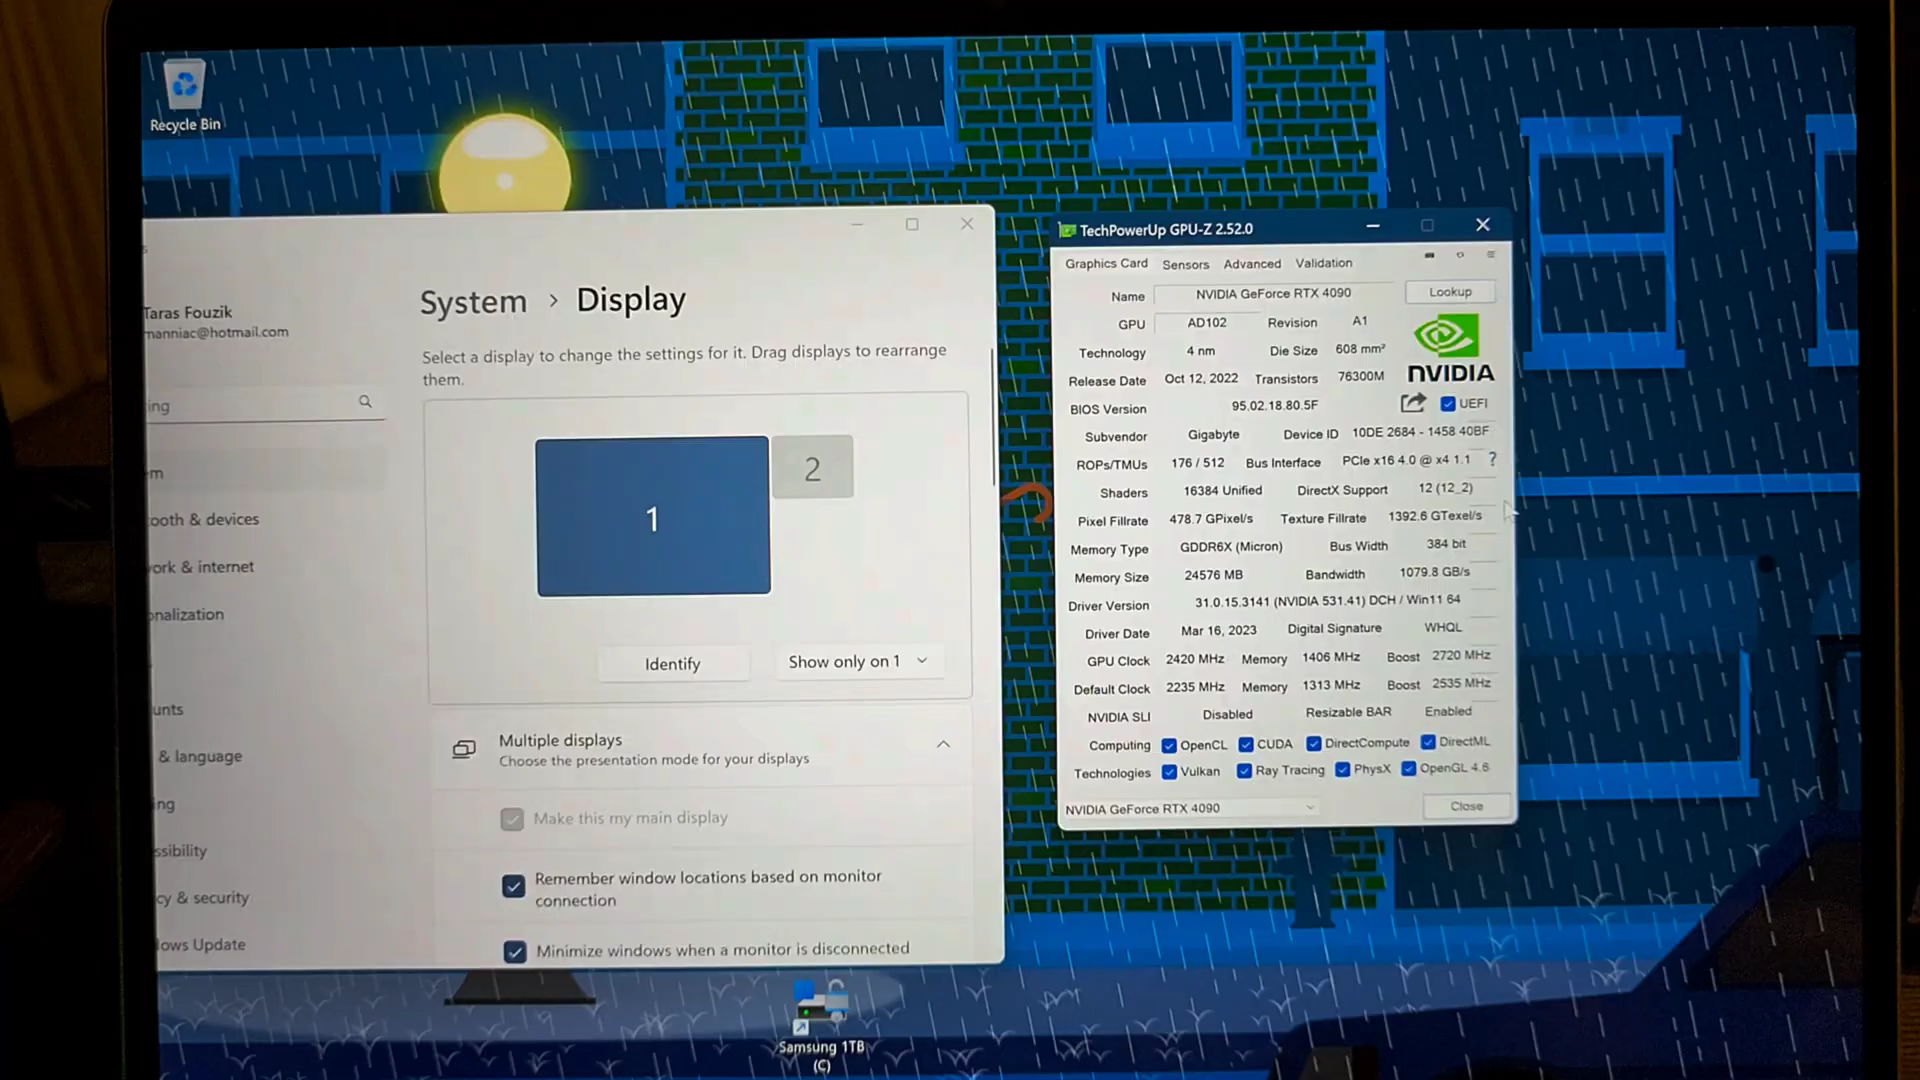 Recycle Bin
Taras Fouzik
manniac@hotmail.com
ing
em
ooth & devices
ork & internet
onalization
unts
& language
ing
ssibility
cy & security
lows Update
System > Display
Select a display to change the settings for it. Drag displays to rearrange
them.
1
2
Identify
Show only on 1
Multiple displays
Choose the presentation mode for your displays
Make this my main display
Remember window locations based on monitor
connection
Minimize windows when a monitor is disconnected
TechPowerUp GPU-Z 2.52.0
Graphics Card Sensors Advanced Validation
Name NVIDIA GeForce RTX 4090 Lookup
GPU AD102 Revision A1
Technology 4 nm Die Size 608 mm²
Release Date Oct 12, 2022 Transistors 76300M
NVIDIA
BIOS Version 95.02.18.80.5F UEFI
Subvendor Gigabyte Device ID 10DE 2684 - 1458 40BF
ROPs/TMUs 176 / 512 Bus Interface PCIe x16 4.0 @ x4 1.1 ?
Shaders 16384 Unified DirectX Support 12 (12_2)
Pixel Fillrate 478.7 GPixel/s Texture Fillrate 1392.6 GTexel/s
Memory Type GDDR6X (Micron) Bus Width 384 bit
Memory Size 24576 MB Bandwidth 1079.8 GB/s
Driver Version 31.0.15.3141 (NVIDIA 531.41) DCH / Win11 64
Driver Date Mar 16, 2023 Digital Signature WHQL
GPU Clock 2420 MHz Memory 1406 MHz Boost 2720 MHz
Default Clock 2235 MHz Memory 1313 MHz Boost 2535 MHz
NVIDIA SLI Disabled Resizable BAR Enabled
Computing OpenCL CUDA DirectCompute DirectML
Technologies Vulkan Ray Tracing PhysX OpenGL 4.6
NVIDIA GeForce RTX 4090 Close
Samsung 1TB
(C)